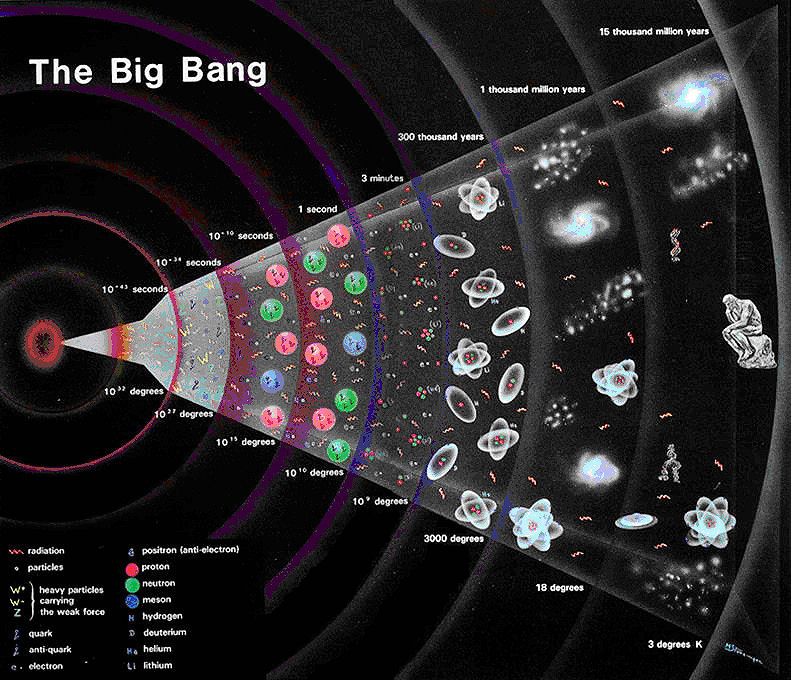 The Big Bang
15 thousand million years
1 thousand million years
300 thousand years
3 minutes
1 second
10⁻¹⁰ seconds
10⁻³⁴ seconds
10⁻⁴³ seconds
10³² degrees
10²⁷ degrees
10¹⁵ degrees
10¹⁰ degrees
10⁹ degrees
3000 degrees
18 degrees
3 degrees K
radiation
particles
W⁺
W⁻
Z
heavy particles
carrying
the weak force
quark
anti-quark
e⁻ electron
positron (anti-electron)
proton
neutron
meson
H hydrogen
D deuterium
He helium
Li lithium